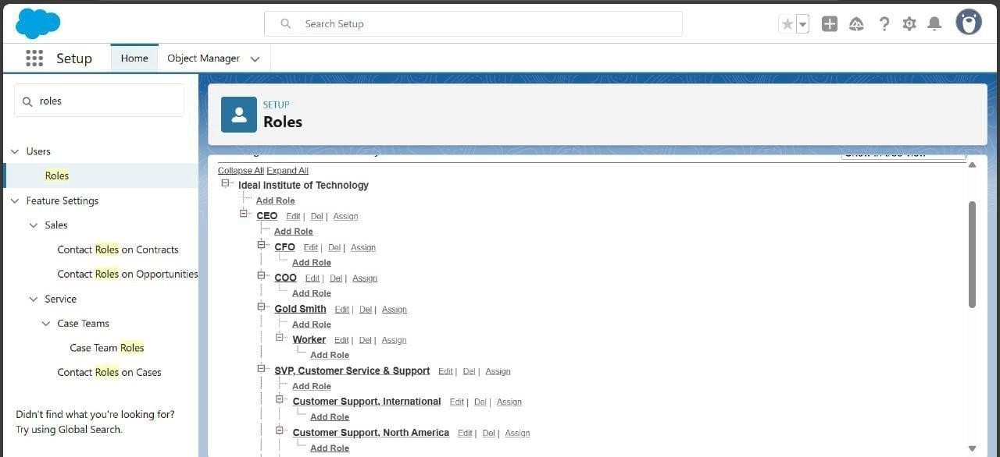 Search Setup
Setup
Home
Object Manager
roles
Users
Roles
Feature Settings
Sales
Contact Roles on Contracts
Contact Roles on Opportunities
Service
Case Teams
Case Team Roles
Contact Roles on Cases
Didn't find what you're looking for?
Try using Global Search.
SETUP
Roles
Collapse All Expand All
Ideal Institute of Technology
Add Role
CEO Edit | Del | Assign
Add Role
CFO Edit | Del | Assign
Add Role
COO Edit | Del | Assign
Add Role
Gold Smith Edit | Del | Assign
Add Role
Worker Edit | Del | Assign
Add Role
SVP, Customer Service & Support Edit | Del | Assign
Add Role
Customer Support, International Edit | Del | Assign
Add Role
Customer Support, North America Edit | Del | Assign
Add Role